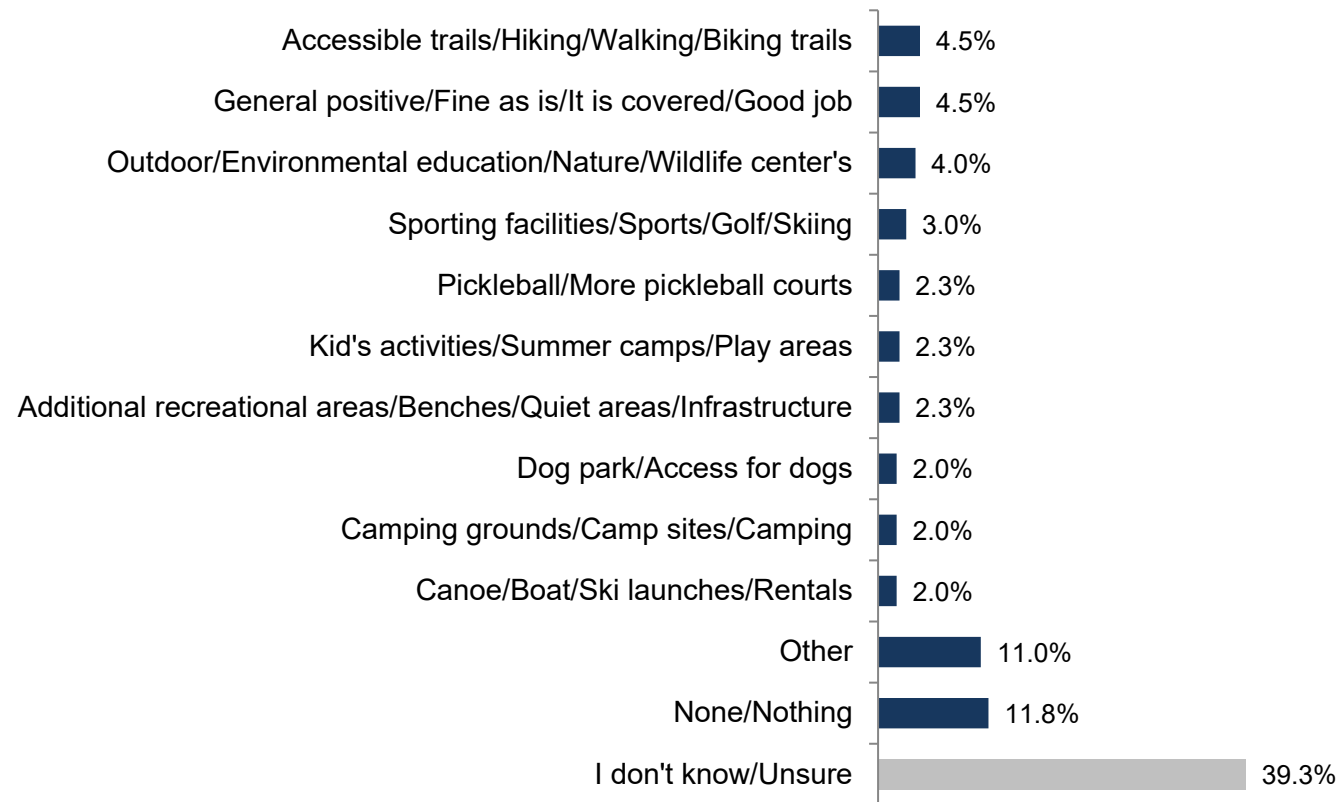 Accessible trails/Hiking/Walking/Biking trails 4.5%
General positive/Fine as is/It is covered/Good job 4.5%
Outdoor/Environmental education/Nature/Wildlife center's 4.0%
Sporting facilities/Sports/Golf/Skiing 3.0%
Pickleball/More pickleball courts 2.3%
Kid's activities/Summer camps/Play areas 2.3%
Additional recreational areas/Benches/Quiet areas/Infrastructure 2.3%
Dog park/Access for dogs 2.0%
Camping grounds/Camp sites/Camping 2.0%
Canoe/Boat/Ski launches/Rentals 2.0%
Other 11.0%
None/Nothing 11.8%
I don't know/Unsure 39.3%